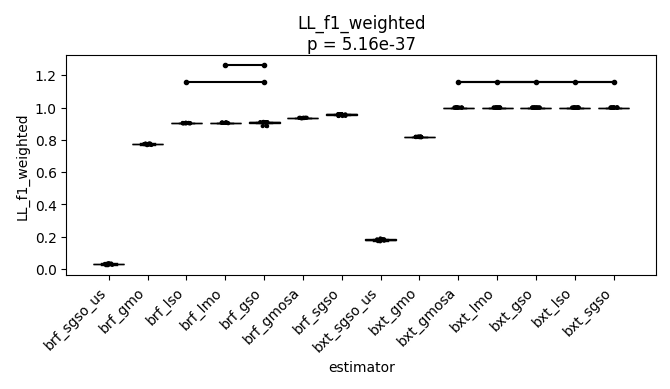 LL_f1_weighted
p = 5.16e-37
LL_f1_weighted
1.2
1.0
0.8
0.6
0.4
0.2
0.0
brf_sgso_us
brf_gmo
brf_lso
brf_lmo
brf_gso
brf_gmosa
brf_sgso
bxt_sgso_us
bxt_gmo
bxt_gmosa
bxt_lmo
bxt_gso
bxt_lso
bxt_sgso
estimator